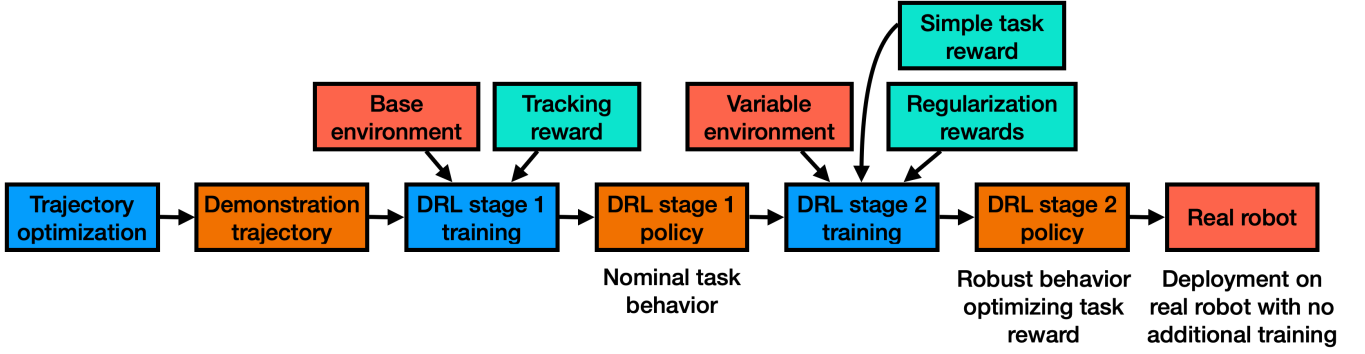 Simple task
reward
Base
environment
Tracking
reward
Variable
environment
Regularization
rewards
Trajectory
optimization
Demonstration
trajectory
DRL stage 1
training
DRL stage 1
policy
DRL stage 2
training
DRL stage 2
policy
Real robot
Nominal task
behavior
Robust behavior
optimizing task
reward
Deployment on
real robot with no
additional training